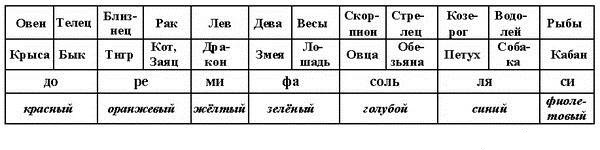 Овен Телец Близ- Рак Лев Дева Весы Скор- Стре- Козе- Водо- Рыбы
нец пион лец рог лей
Крыса Бык Тигр Кот, Дра- Змея Ло- Овца Обе- Петух Соба- Кабан
Заяц кон шадь зьяна ка
до ре ми фа соль ля си
красный оранжевый жёлтый зелёный голубой синий фиоле-
товый